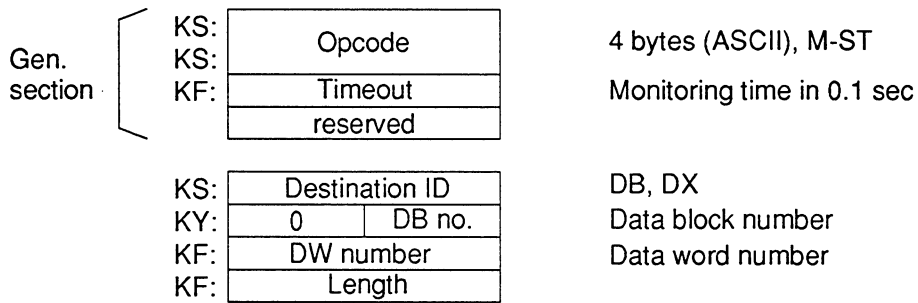 KS: Opcode 4 bytes (ASCII), M-ST
KS:
Gen. section
KF: Timeout Monitoring time in 0.1 sec
reserved
KS: Destination ID DB, DX
KY: 0 DB no. Data block number
KF: DW number Data word number
KF: Length